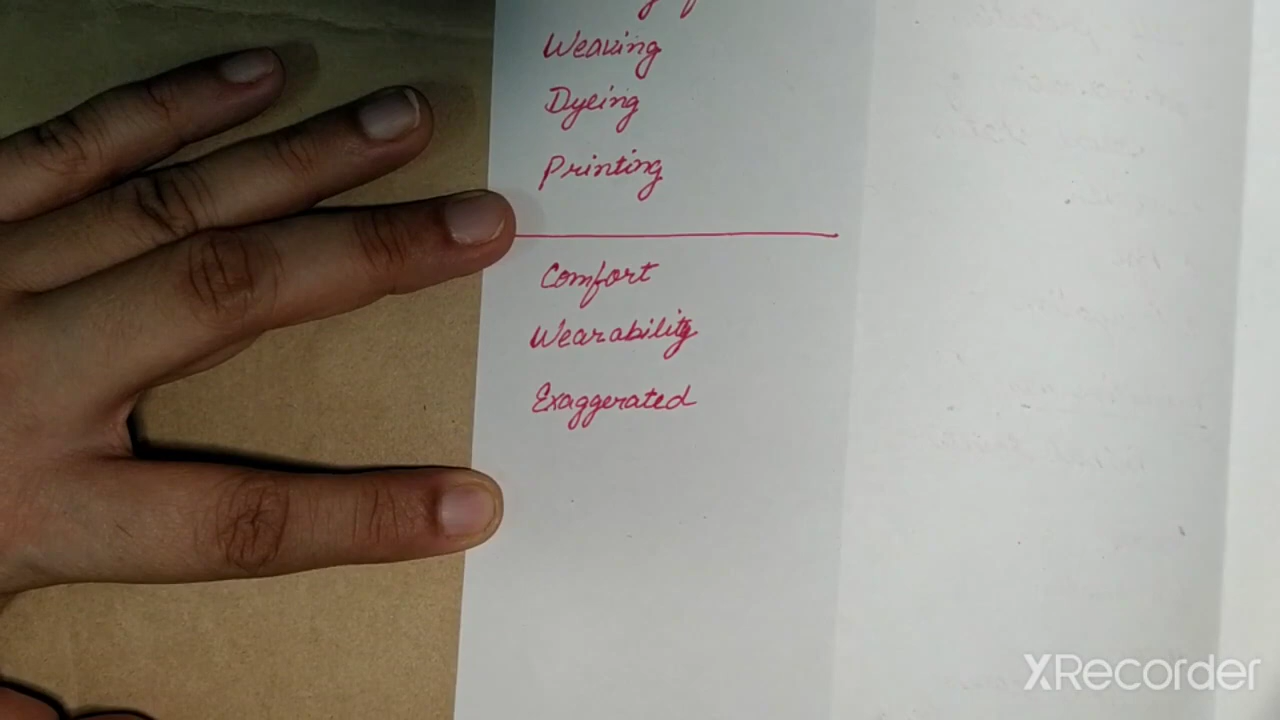 Weaving
Dyeing
Printing
Comfort
Wearability
Exaggerated
XRecorder